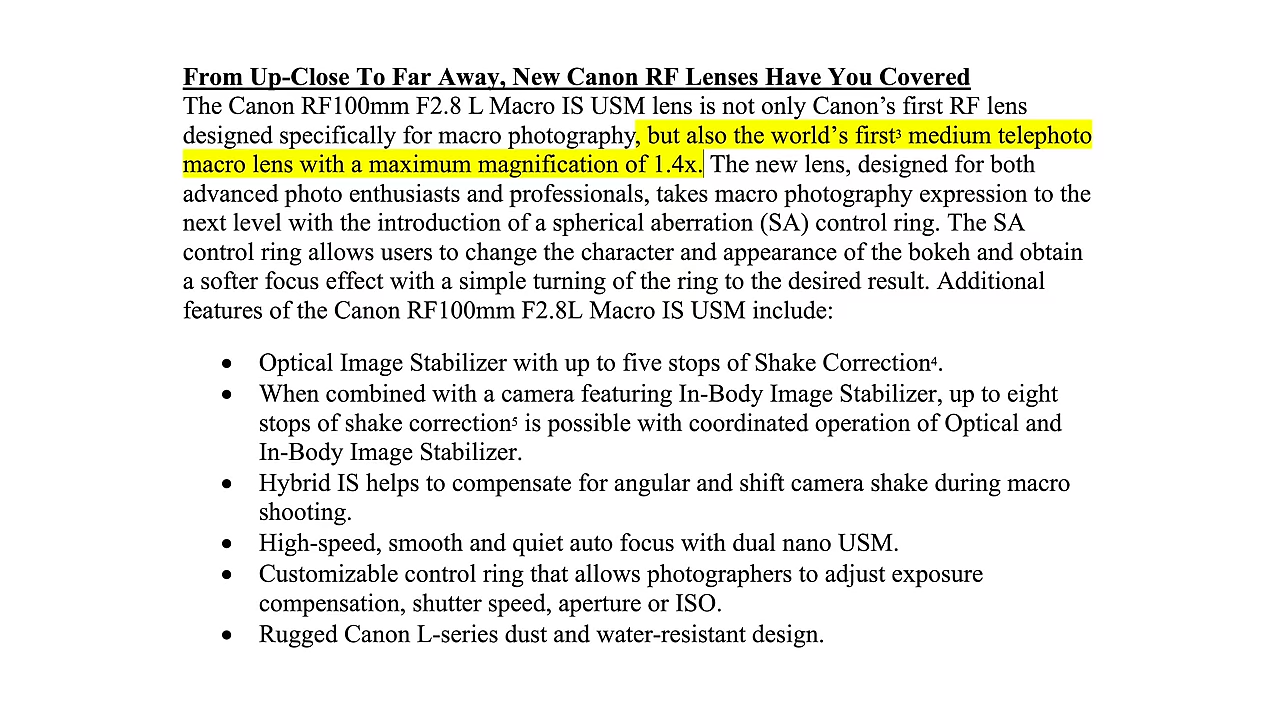 From Up-Close To Far Away, New Canon RF Lenses Have You Covered
The Canon RF100mm F2.8 L Macro IS USM lens is not only Canon’s first RF lens
designed specifically for macro photography, but also the world’s first³ medium telephoto
macro lens with a maximum magnification of 1.4x. The new lens, designed for both
advanced photo enthusiasts and professionals, takes macro photography expression to the
next level with the introduction of a spherical aberration (SA) control ring. The SA
control ring allows users to change the character and appearance of the bokeh and obtain
a softer focus effect with a simple turning of the ring to the desired result. Additional
features of the Canon RF100mm F2.8L Macro IS USM include:
• Optical Image Stabilizer with up to five stops of Shake Correction⁴.
• When combined with a camera featuring In-Body Image Stabilizer, up to eight
stops of shake correction⁵ is possible with coordinated operation of Optical and
In-Body Image Stabilizer.
• Hybrid IS helps to compensate for angular and shift camera shake during macro
shooting.
• High-speed, smooth and quiet auto focus with dual nano USM.
• Customizable control ring that allows photographers to adjust exposure
compensation, shutter speed, aperture or ISO.
• Rugged Canon L-series dust and water-resistant design.